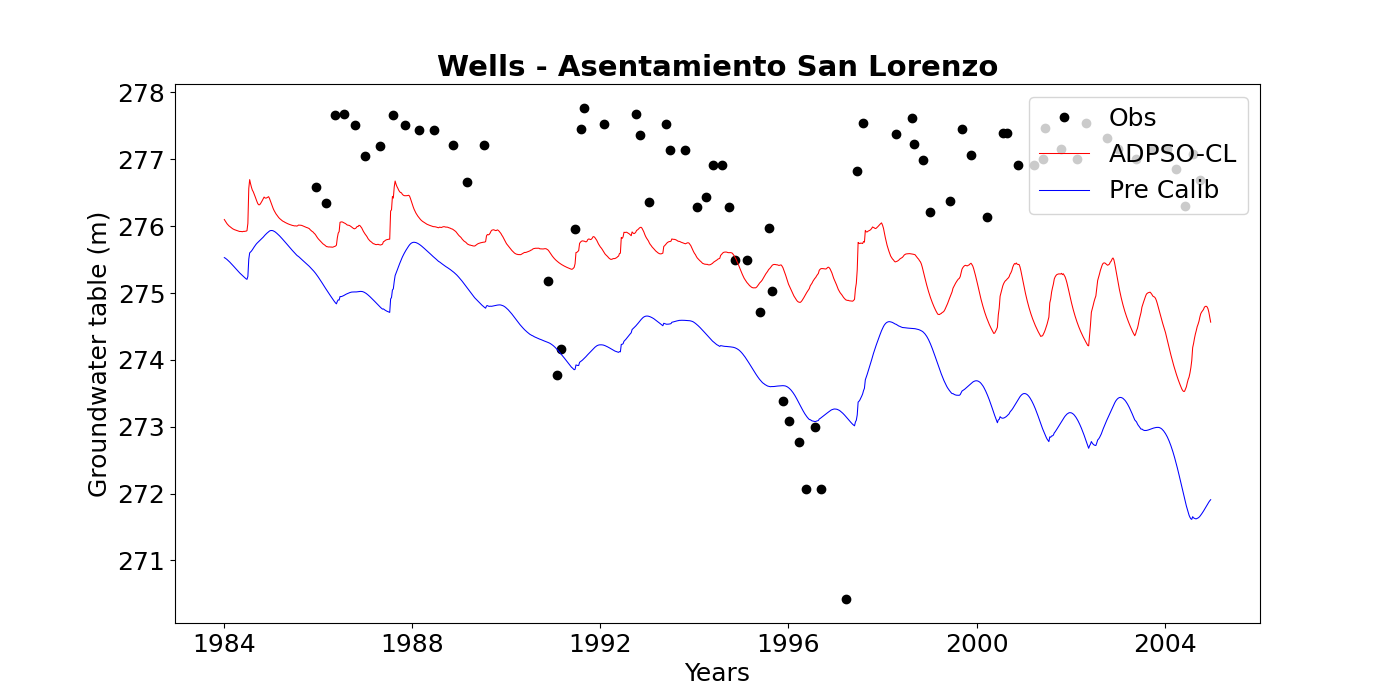 Wells - Asentamiento San Lorenzo
278
277
276
275
274
273
272
271
Groundwater table (m)
1984 1988 1992 1996 2000 2004
Years
Obs
ADPSO-CL
Pre Calib